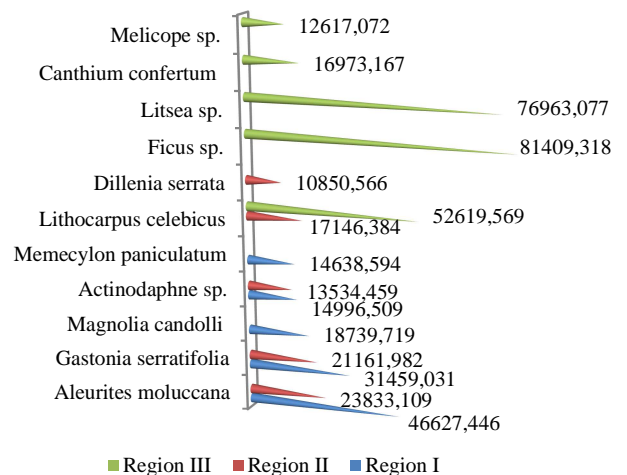 Melicope sp. 12617,072
Canthium confertum 16973,167
Litsea sp. 76963,077
Ficus sp. 81409,318
Dillenia serrata 10850,566
Lithocarpus celebicus 52619,569
17146,384
Memecylon paniculatum 14638,594
Actinodaphne sp. 13534,459
14996,509
Magnolia candolli 18739,719
Gastonia serratifolia 21161,982
31459,031
Aleurites moluccana 23833,109
46627,446
Region III Region II Region I